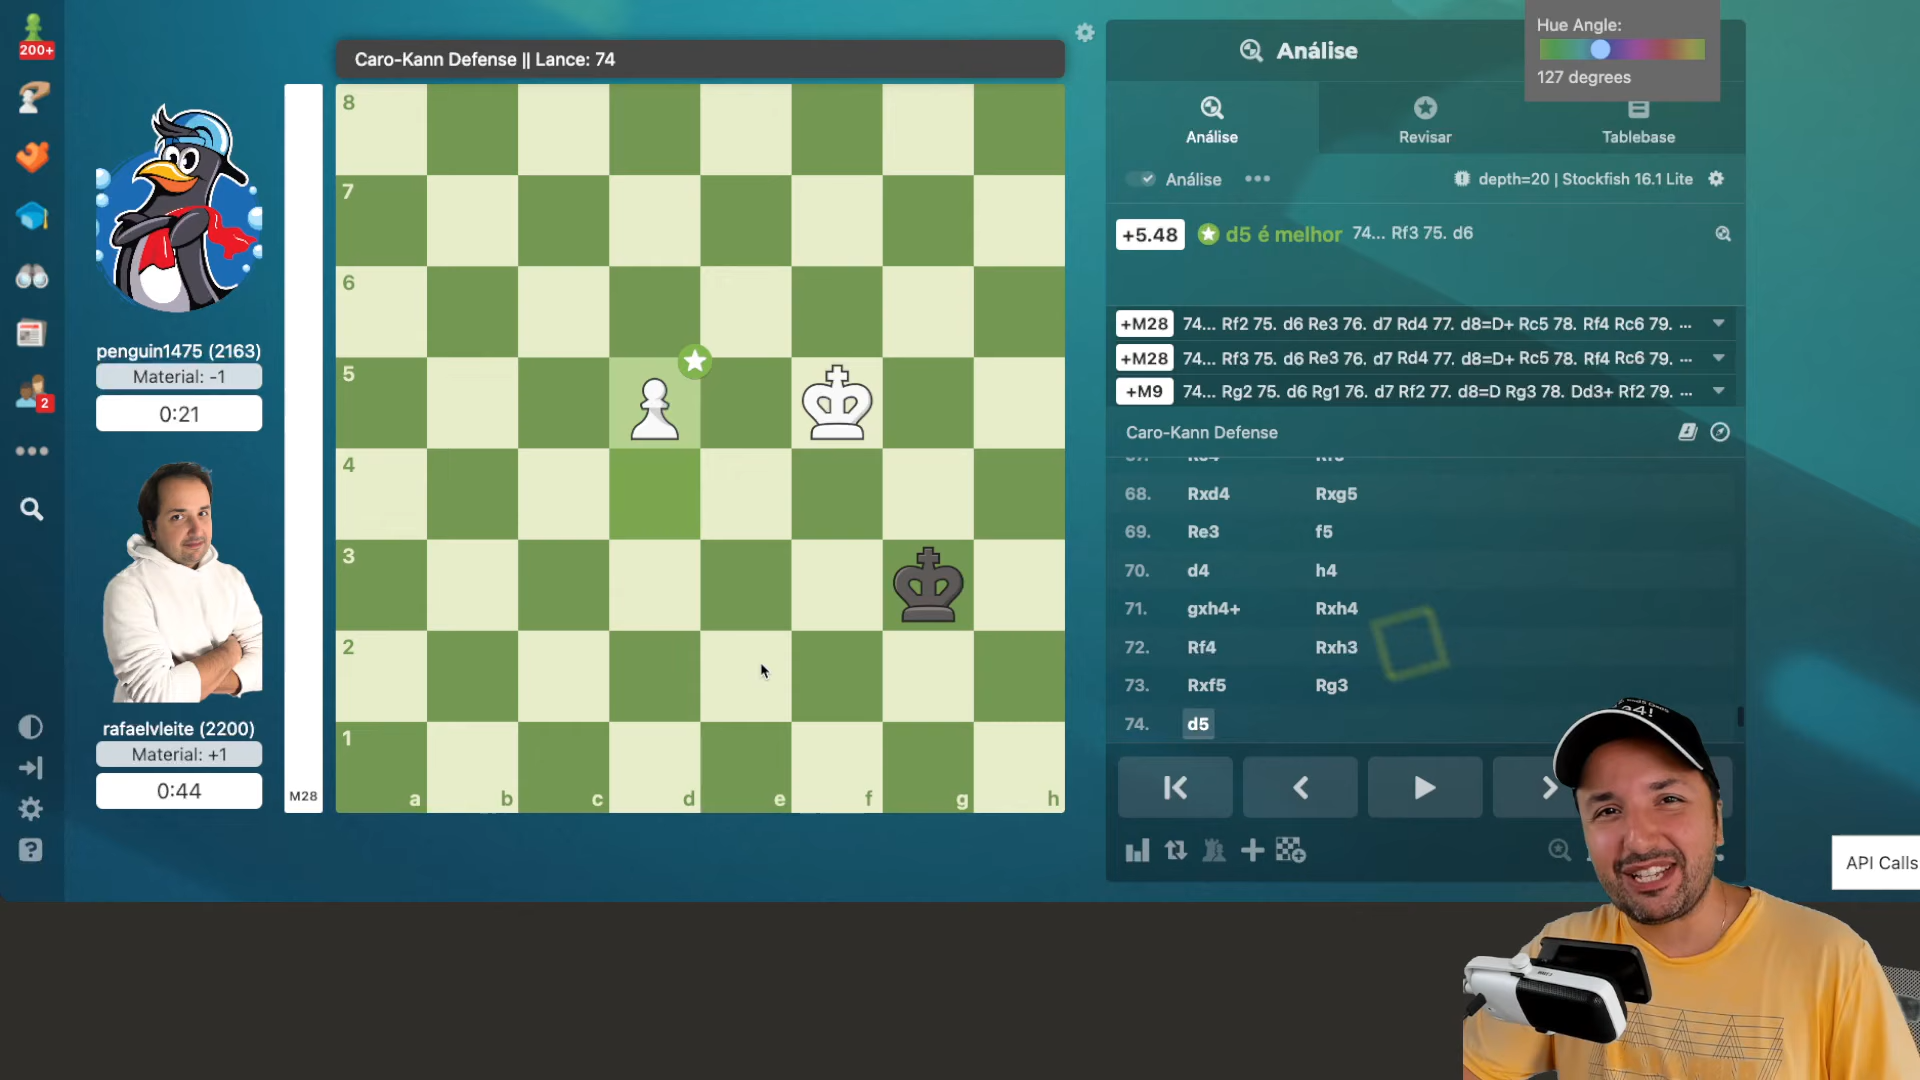 200+
2
Caro-Kann Defense || Lance: 74
penguin1475 (2163)
Material: -1
0:21
rafaelvleite (2200)
Material: +1
0:44
M28
8
7
6
5
4
3
2
1
a
b
c
d
e
f
g
h
Análise
Hue Angle:
127 degrees
Análise
Revisar
Tablebase
Análise
depth=20 | Stockfish 16.1 Lite
+5.48
d5 é melhor
74... Rf3 75. d6
+M28
74... Rf2 75. d6 Re3 76. d7 Rd4 77. d8=D+ Rc5 78. Rf4 Rc6 79. ...
+M28
74... Rf3 75. d6 Re3 76. d7 Rd4 77. d8=D+ Rc5 78. Rf4 Rc6 79. ...
+M9
74... Rg2 75. d6 Rg1 76. d7 Rf2 77. d8=D Rg3 78. Dd3+ Rf2 79. ...
Caro-Kann Defense
68. Rxd4 Rxg5
69. Re3 f5
70. d4 h4
71. gxh4+ Rxh4
72. Rf4 Rxh3
73. Rxf5 Rg3
74. d5
API Calls